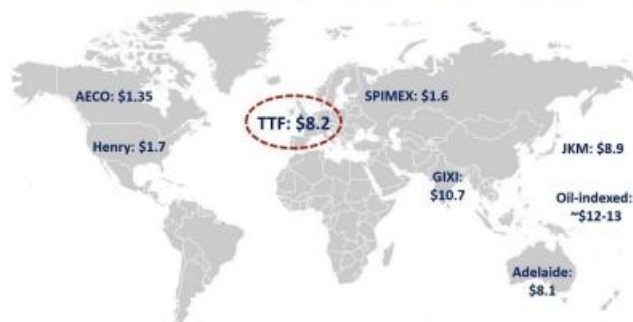 AECO: $1.35
SPIMEX: $1.6
TTF: $8.2
Henry: $1.7
JKM: $8.9
GIXI:
$10.7
Oil-indexed:
~$12-13
Adelaide:
$8.1